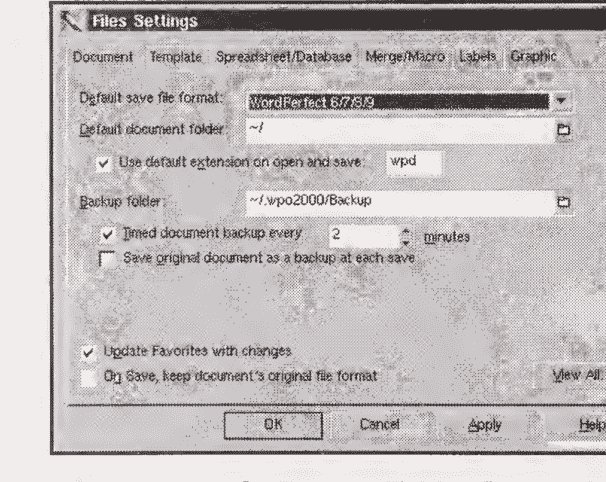 Files Settings
Document Template Spreadsheet/Database Merge/Macro Labels Graphic
Default save file format: WordPerfect 6/7/8/9
Default document folder: ~/
Use default extension on open and save: wpd
Backup folder: ~/.wpo2000/Backup
Timed document backup every 2 minutes
Save original document as a backup at each save
Update Favorites with changes
On Save, keep document's original file format
View All.
OK Cancel Apply Help